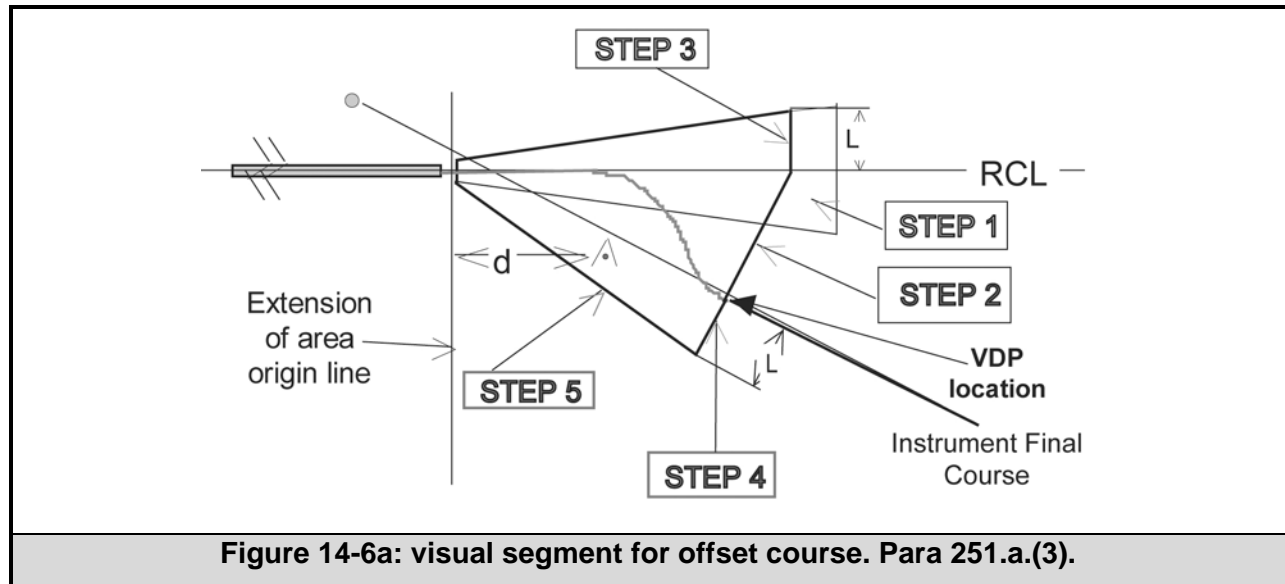 STEP 3
L
RCL
STEP 1
d
STEP 2
Extension
of area
origin line
L
VDP
location
STEP 5
Instrument Final
Course
STEP 4
Figure 14-6a: visual segment for offset course. Para 251.a.(3).